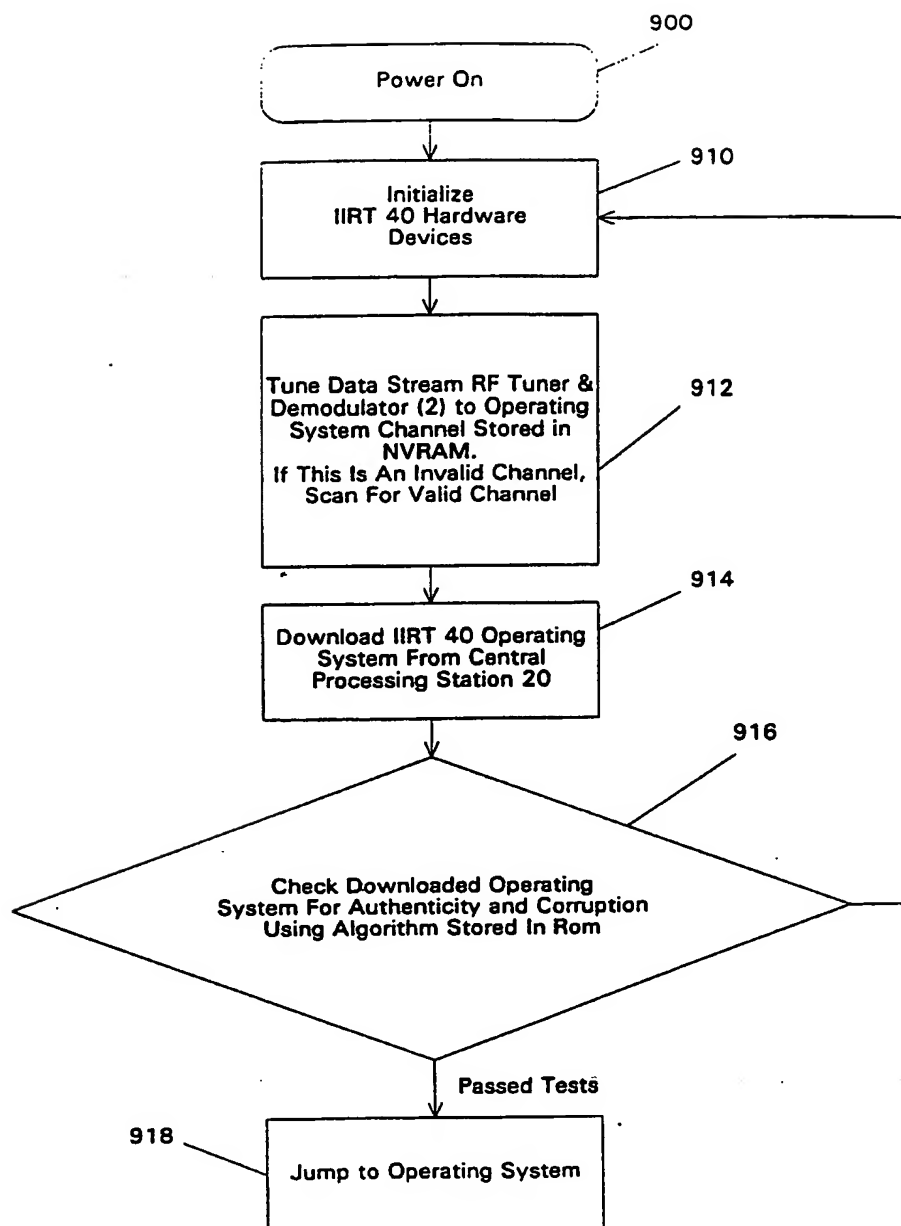 900
Power On
910
Initialize
IIRT 40 Hardware
Devices
Tune Data Stream RF Tuner &
Demodulator (2) to Operating
System Channel Stored in
NVRAM.
If This Is An Invalid Channel,
Scan For Valid Channel
912
914
Download IIRT 40 Operating
System From Central
Processing Station 20
916
Check Downloaded Operating
System For Authenticity and Corruption
Using Algorithm Stored In Rom
Passed Tests
918
Jump to Operating System